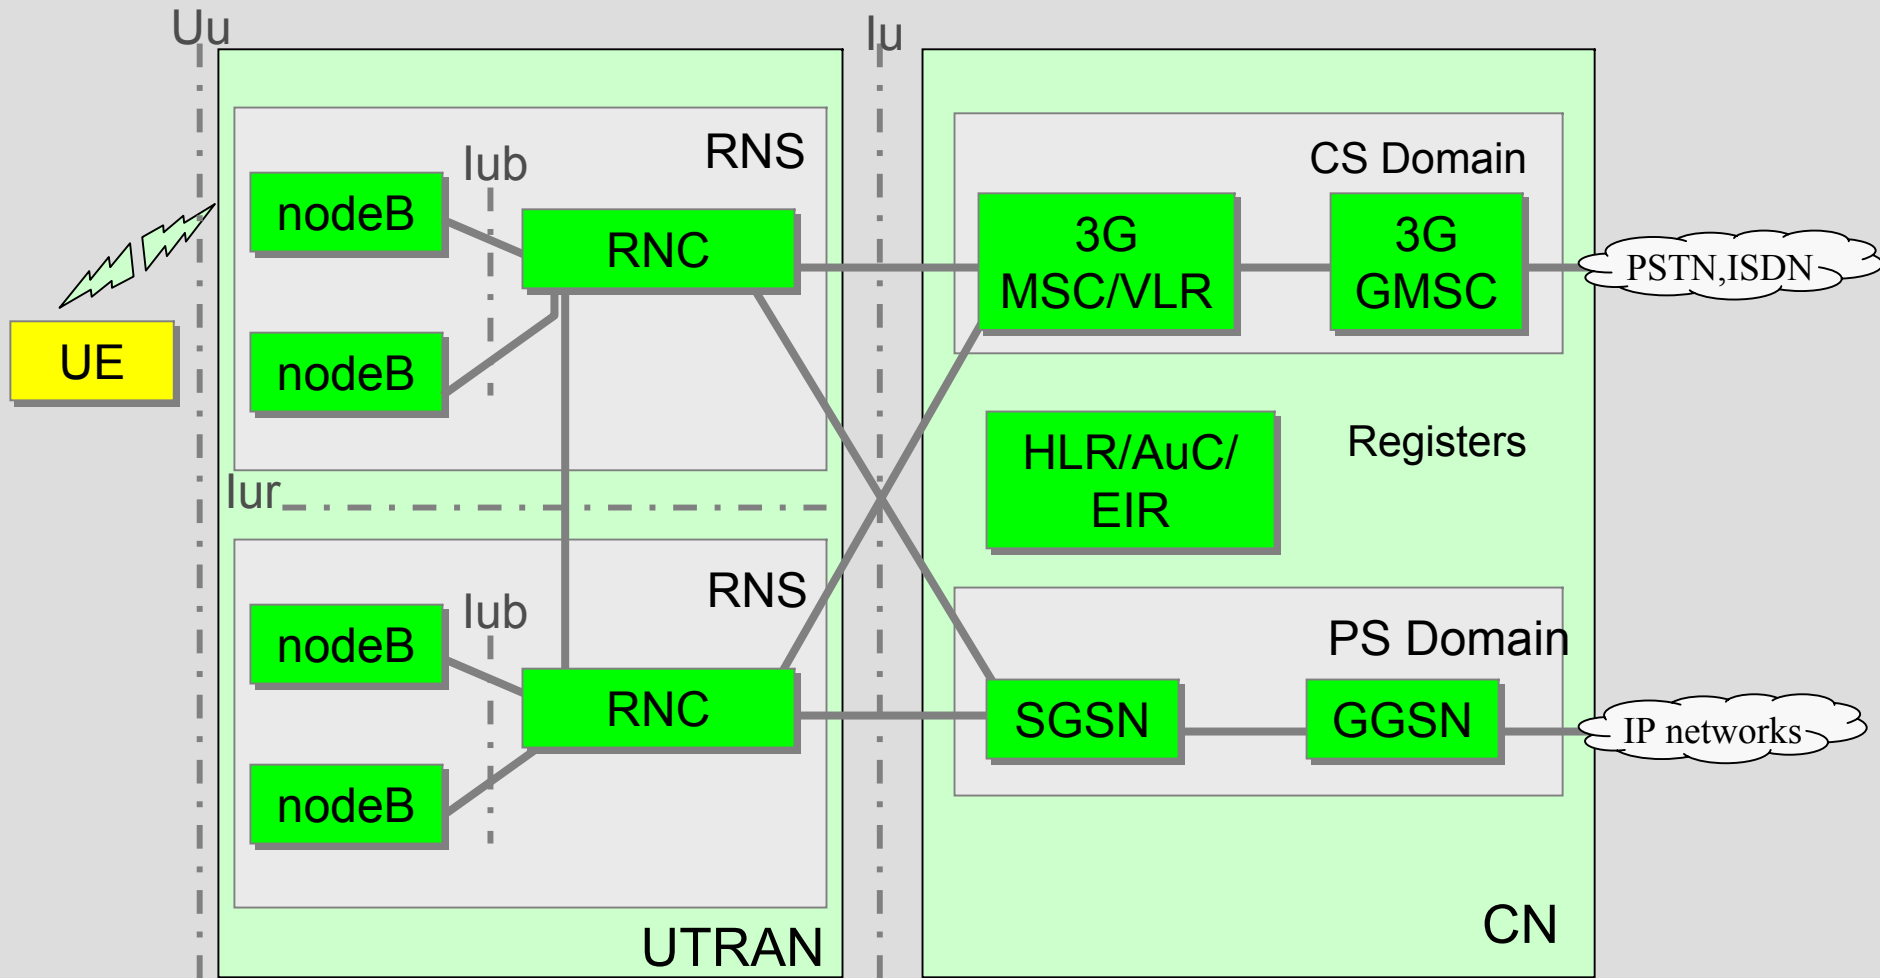 Uu
Iu
RNS
CS Domain
Iub
nodeB
RNC
3G
MSC/VLR
3G
GMSC
PSTN,ISDN
UE
nodeB
HLR/AuC/
EIR
Registers
Iur
RNS
Iub
nodeB
RNC
PS Domain
SGSN
GGSN
IP networks
nodeB
UTRAN
CN